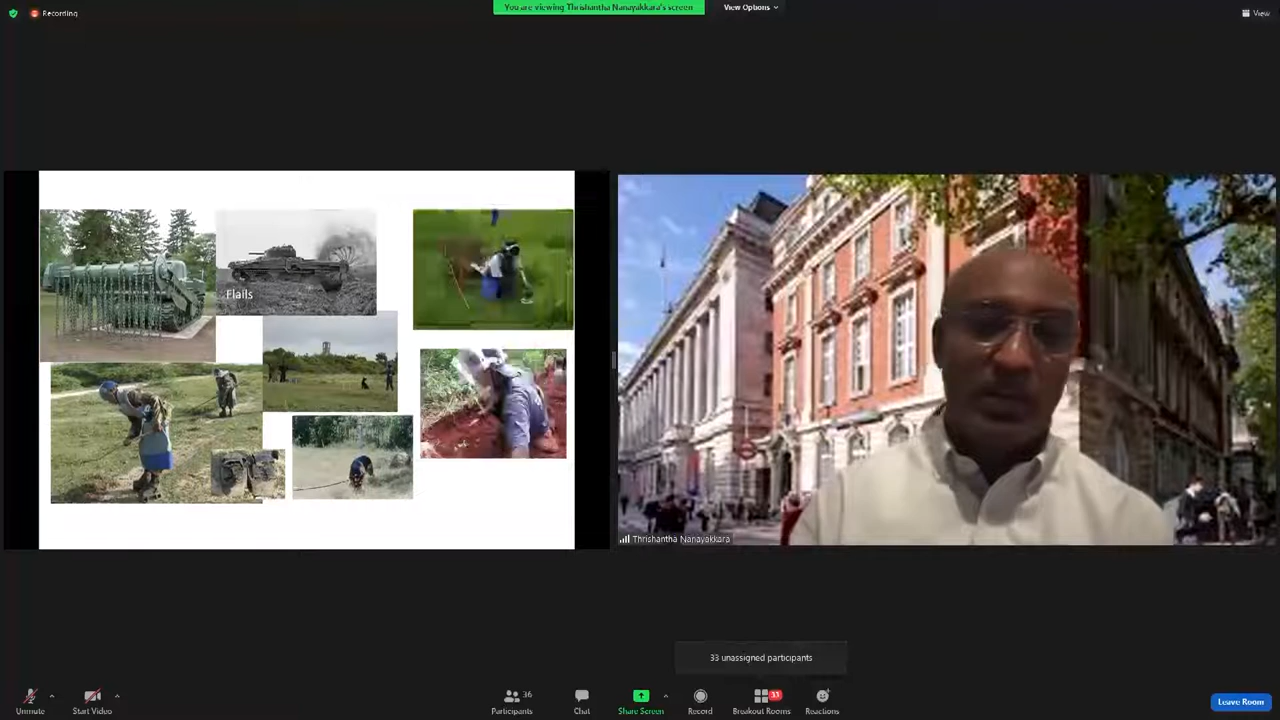 Recording
You are viewing Thrishantha Nanayakkara's screen
View Options
View
Flails
Thrishantha Nanayakkara
33 unassigned participants
Unmute
Start Video
36
Participants
Chat
Share Screen
Record
33
Breakout Rooms
Reactions
Leave Room